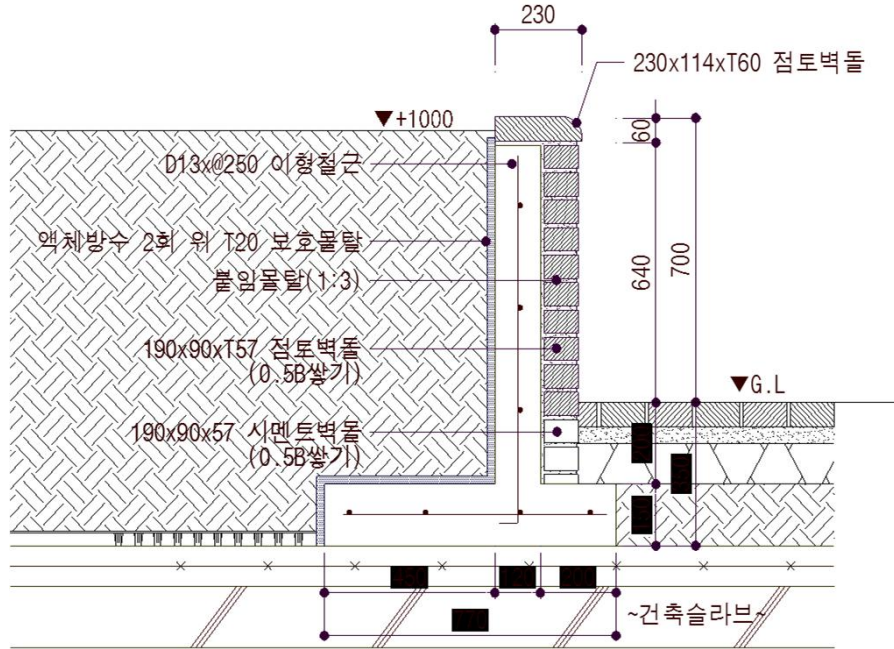 230
230x114xT60 점토벽돌
▼+1000
60
D13x@250 이형철근
액체방수 2회 위 T20 보호몰탈
붙임몰탈(1:3)
640
700
190x90xT57 점토벽돌
(0.5B쌓기)
▼G.L
190x90x57 시멘트벽돌
(0.5B쌓기)
~건축슬라브~